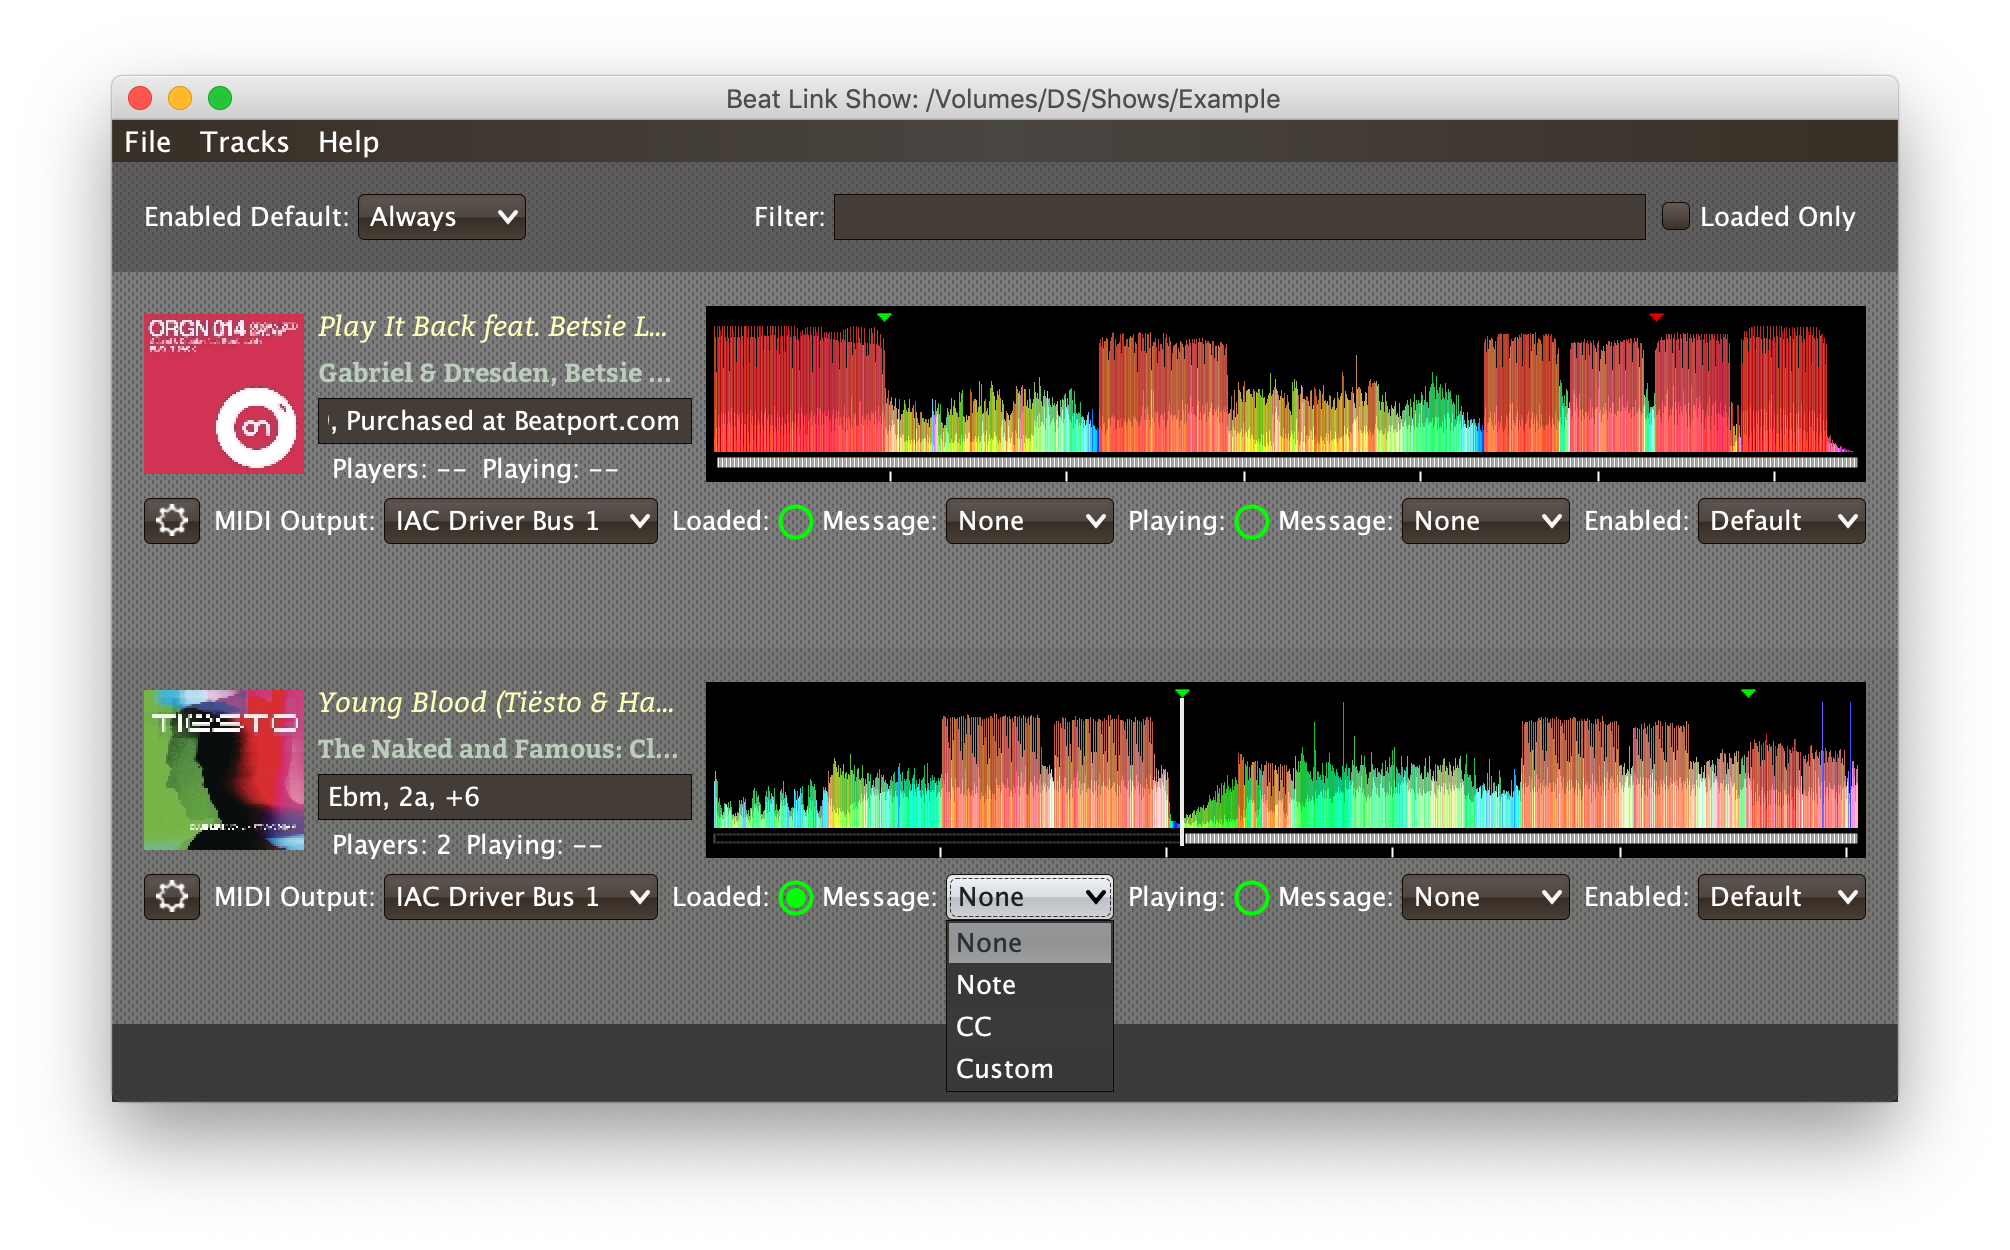 Beat Link Show: /Volumes/DS/Shows/Example
File Tracks Help
Enabled Default: Always Filter: Loaded Only
ORGN 014
Play It Back feat. Betsie L...
Gabriel & Dresden, Betsie ...
, Purchased at Beatport.com
Players: -- Playing: --
MIDI Output: IAC Driver Bus 1 Loaded: Message: None Playing: Message: None Enabled: Default
TIËSTO
Young Blood (Tiësto & Ha...
The Naked and Famous: Cl...
Ebm, 2a, +6
Players: 2 Playing: --
MIDI Output: IAC Driver Bus 1 Loaded: Message: None Playing: Message: None Enabled: Default
None
Note
CC
Custom